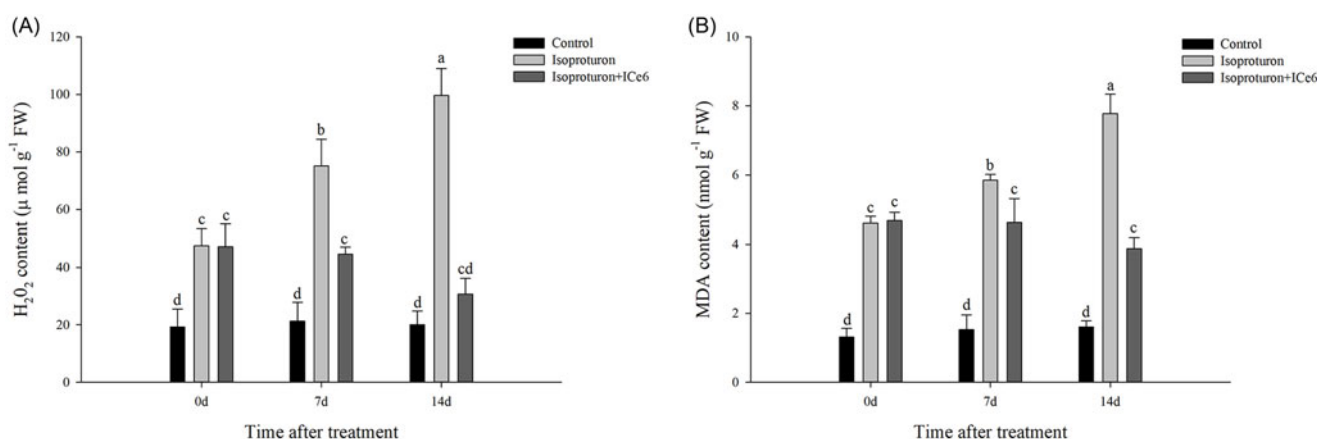 (A)
120
100
80
60
40
20
0
H₂0₂ content (μ mol g⁻¹ FW)
Control
Isoproturon
Isoproturon+ICe6
d
c
c
d
b
c
d
a
cd
0d
7d
14d
Time after treatment
(B)
10
8
6
4
2
0
MDA content (nmol g⁻¹ FW)
Control
Isoproturon
Isoproturon+ICe6
d
c
c
d
b
c
d
a
c
0d
7d
14d
Time after treatment